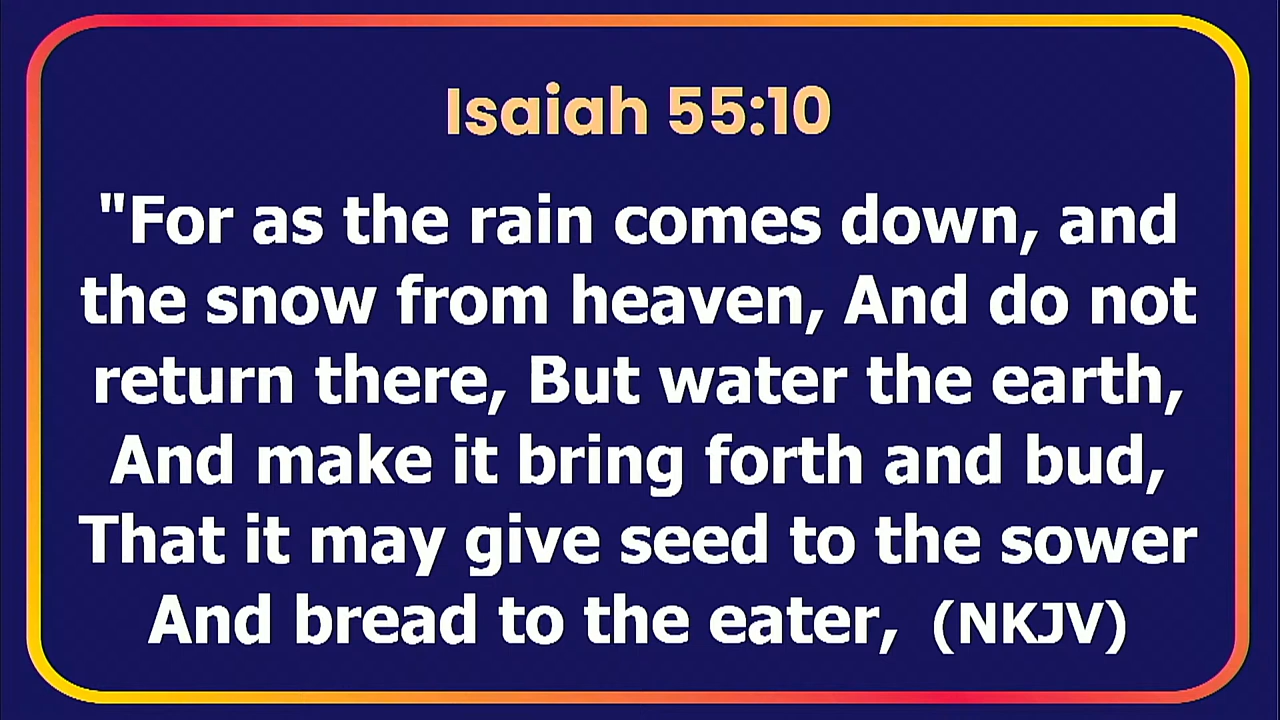 Isaiah 55:10
"For as the rain comes down, and
the snow from heaven, And do not
return there, But water the earth,
And make it bring forth and bud,
That it may give seed to the sower
And bread to the eater, (NKJV)